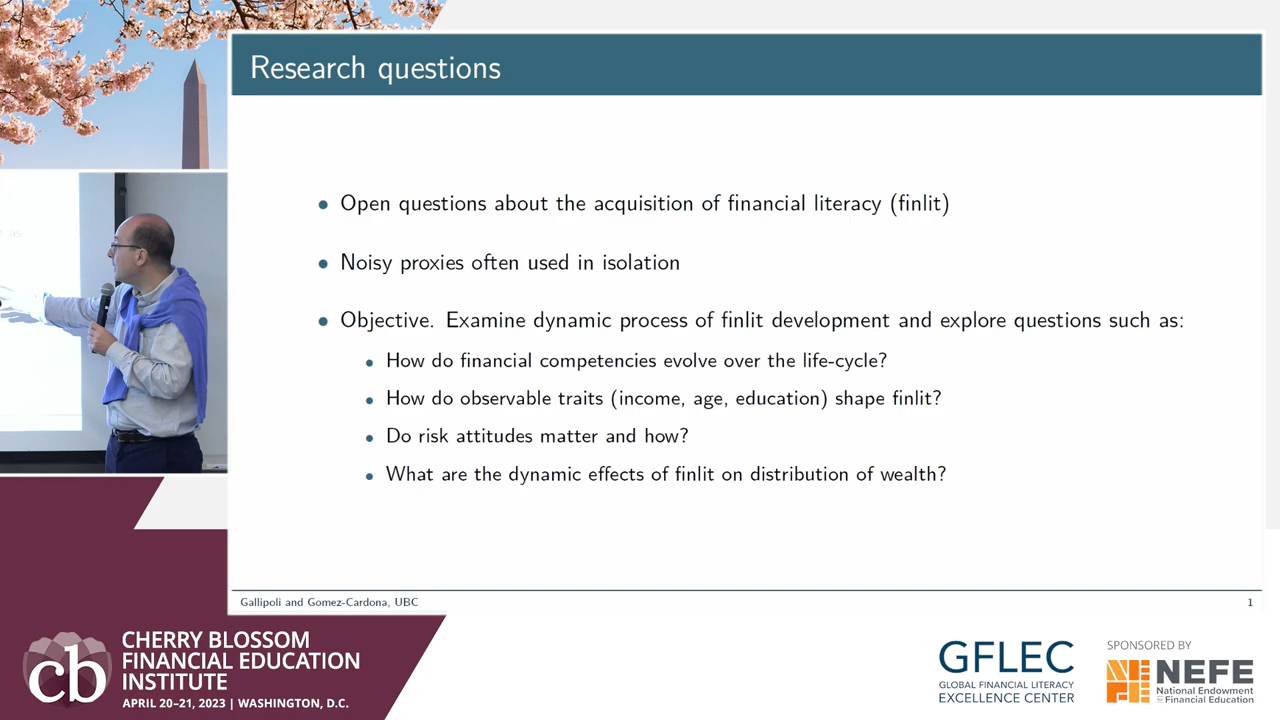 Research questions
Open questions about the acquisition of financial literacy (finlit)
Noisy proxies often used in isolation
Objective. Examine dynamic process of finlit development and explore questions such as:
How do financial competencies evolve over the life-cycle?
How do observable traits (income, age, education) shape finlit?
Do risk attitudes matter and how?
What are the dynamic effects of finlit on distribution of wealth?
Gallipoli and Gomez-Cardona, UBC
1
cb
CHERRY BLOSSOM
FINANCIAL EDUCATION
INSTITUTE
APRIL 20–21, 2023 | WASHINGTON, D.C.
GFLEC
GLOBAL FINANCIAL LITERACY
EXCELLENCE CENTER
SPONSORED BY
NEFE
National Endowment
for Financial Education